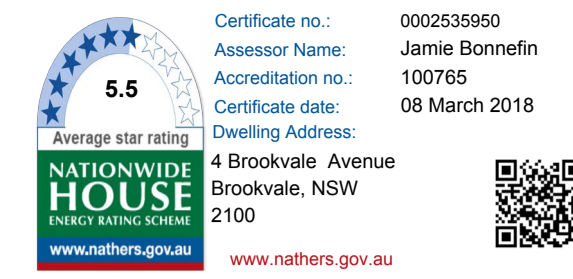 5.5
Average star rating
NATIONWIDE
HOUSE
ENERGY RATING SCHEME
www.nathers.gov.au
Certificate no.: 0002535950
Assessor Name: Jamie Bonnefin
Accreditation no.: 100765
Certificate date: 08 March 2018
Dwelling Address:
4 Brookvale Avenue
Brookvale, NSW
2100
www.nathers.gov.au